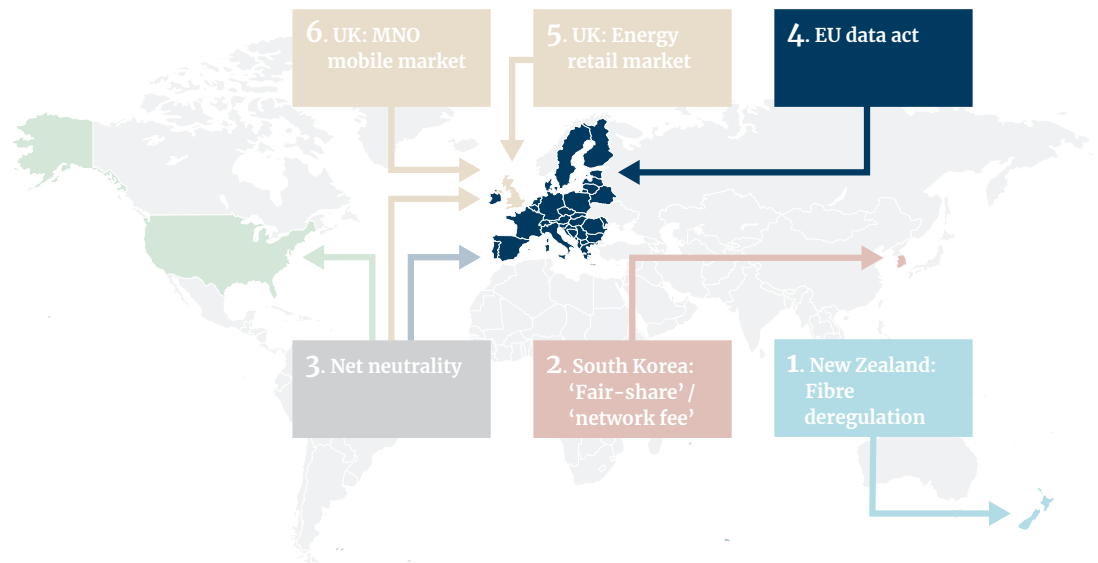 6. UK: MNO
mobile market
5. UK: Energy
retail market
4. EU data act
3. Net neutrality
2. South Korea:
‘Fair-share’ /
‘network fee’
1. New Zealand:
Fibre
deregulation